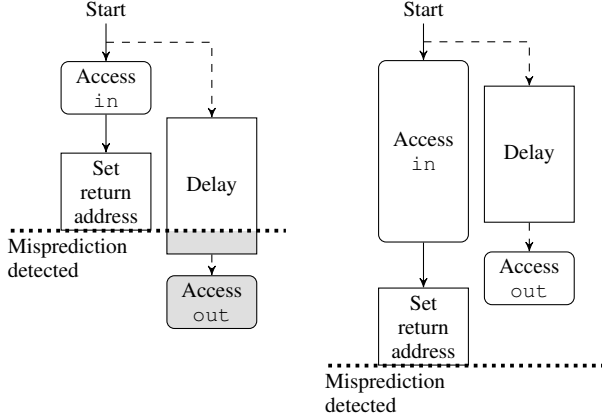 Start
Access
in
Set
return
address
Delay
Misprediction
detected
Access
out
Start
Access
in
Delay
Access
out
Set
return
address
Misprediction
detected